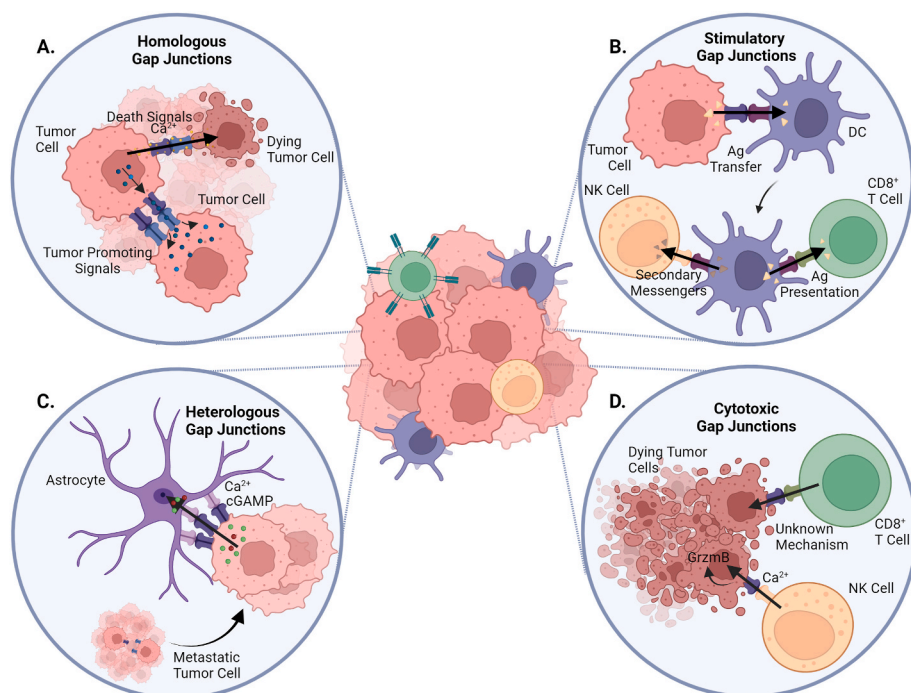 A.
Homologous
Gap Junctions
Death Signals
Ca²⁺
Tumor
Cell
Dying
Tumor Cell
Tumor Cell
Tumor Promoting
Signals
B.
Stimulatory
Gap Junctions
Tumor
Cell
Ag
Transfer
DC
NK Cell
CD8⁺
T Cell
Secondary
Messengers
Ag
Presentation
C.
Heterologous
Gap Junctions
Astrocyte
Ca²⁺
cGAMP
Metastatic
Tumor Cell
D.
Cytotoxic
Gap Junctions
Dying Tumor
Cells
Unknown
Mechanism
CD8⁺
T Cell
GrzmB
Ca²⁺
NK Cell